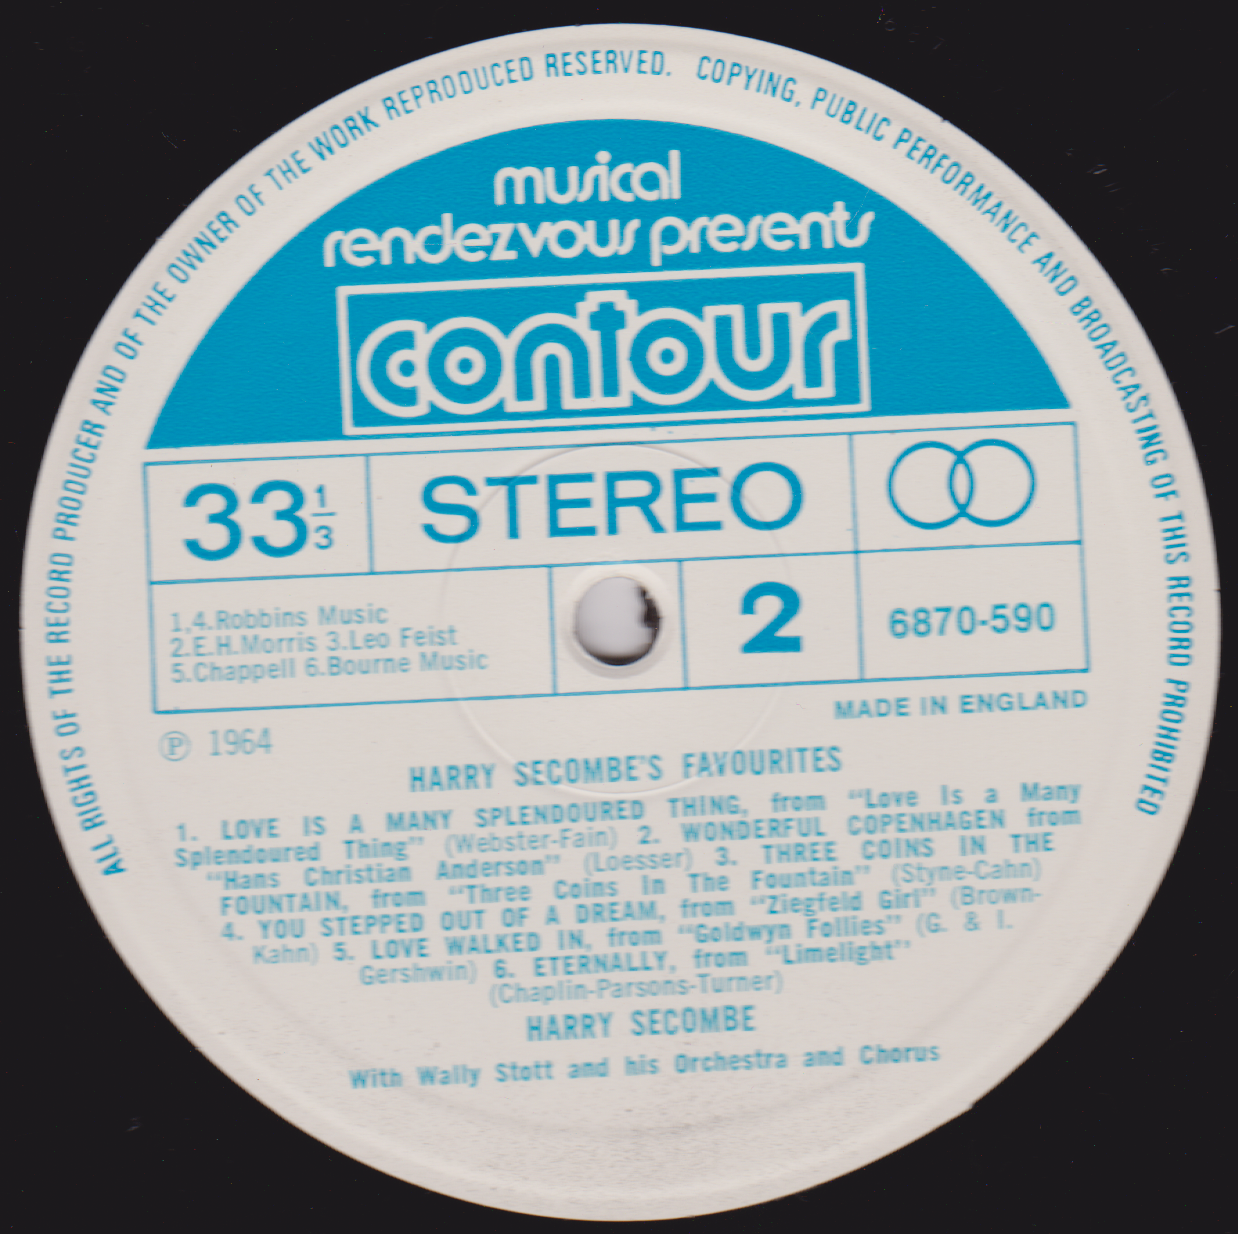 ALL RIGHTS OF THE RECORD PRODUCER AND OF THE OWNER OF THE WORK REPRODUCED RESERVED. COPYING, PUBLIC PERFORMANCE AND BROADCASTING OF THIS RECORD PROHIBITED
musical
rendezvous presents
contour
33 1/3 STEREO
1,4.Robbins Music
2.E.H.Morris 3.Leo Feist
5.Chappell 6.Bourne Music
2
6870-590
MADE IN ENGLAND
Ⓟ 1964
HARRY SECOMBE'S FAVOURITES
1. LOVE IS A MANY SPLENDOURED THING, from "Love Is a Many
Splendoured Thing" (Webster-Fain) 2. WONDERFUL COPENHAGEN from
"Hans Christian Anderson" (Loesser) 3. THREE COINS IN THE
FOUNTAIN, from "Three Coins In The Fountain" (Styne-Cahn)
4. YOU STEPPED OUT OF A DREAM, from "Ziegfeld Girl" (Brown-
Kahn) 5. LOVE WALKED IN, from "Goldwyn Follies" (G. & I.
Gershwin) 6. ETERNALLY, from "Limelight"
(Chaplin-Parsons-Turner)
HARRY SECOMBE
With Wally Stott and his Orchestra and Chorus